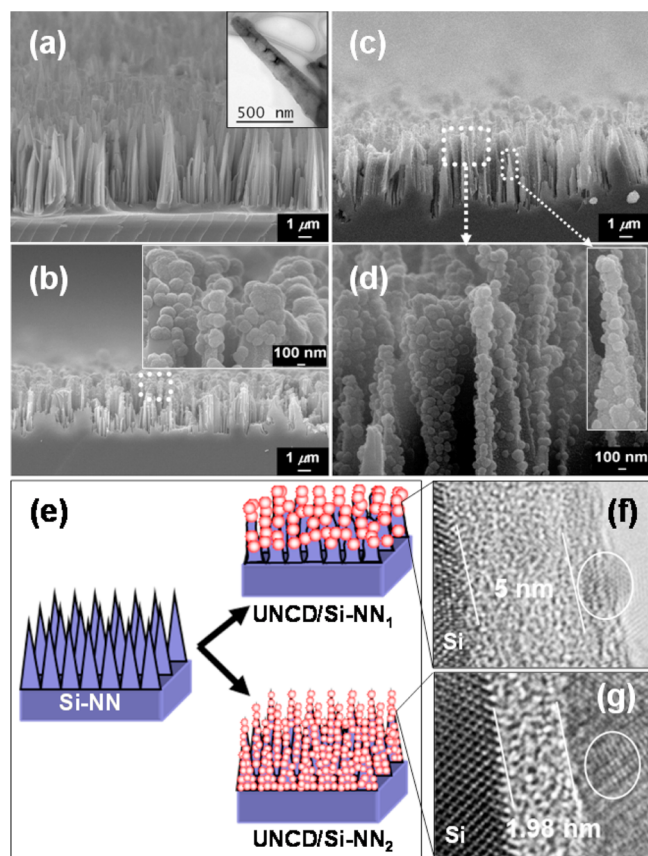 (a)
500 nm
1 μm
(c)
1 μm
(b)
100 nm
1 μm
(d)
100 nm
(e)
Si-NN
UNCD/Si-NN₁
UNCD/Si-NN₂
(f)
5 nm
Si
(g)
1.98 nm
Si